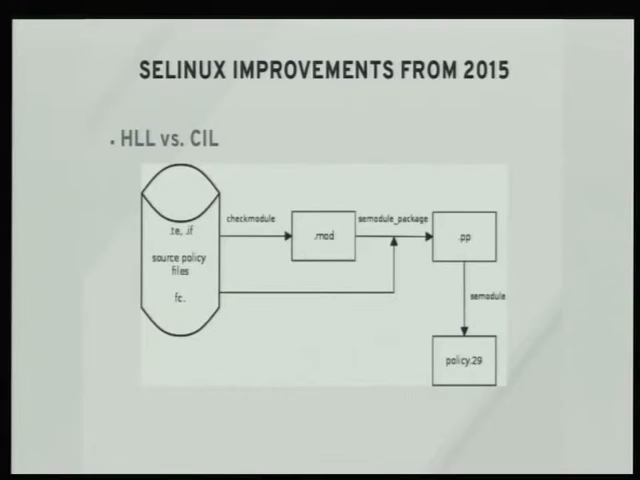 SELINUX IMPROVEMENTS FROM 2015
• HLL vs. CIL
.te, .if
source policy
files
fc.
checkmodule
.mod
semodule_package
.pp
semodule
policy.29